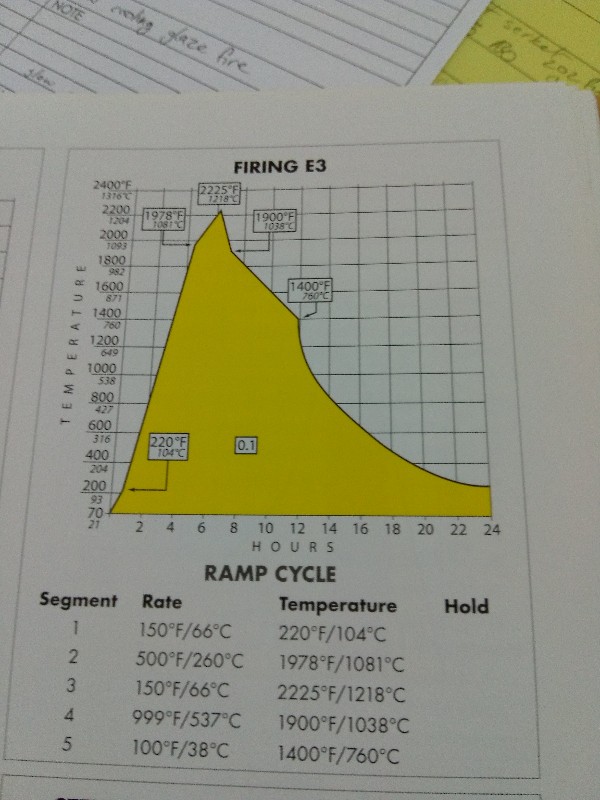 NOTE
cooling glaze fire
slow
FIRING E3
2400°F
1316°C
2225°F
1218°C
2200
1204
1978°F
1081°C
1900°F
1038°C
2000
1093
1800
982
1600
871
1400°F
760°C
1400
760
1200
649
1000
538
800
427
600
316
220°F
104°C
0.1
400
204
200
93
70
21
TEMPERATURE
2 4 6 8 10 12 14 16 18 20 22 24
HOURS
RAMP CYCLE
Segment Rate Temperature Hold
1 150°F/66°C 220°F/104°C
2 500°F/260°C 1978°F/1081°C
3 150°F/66°C 2225°F/1218°C
4 999°F/537°C 1900°F/1038°C
5 100°F/38°C 1400°F/760°C